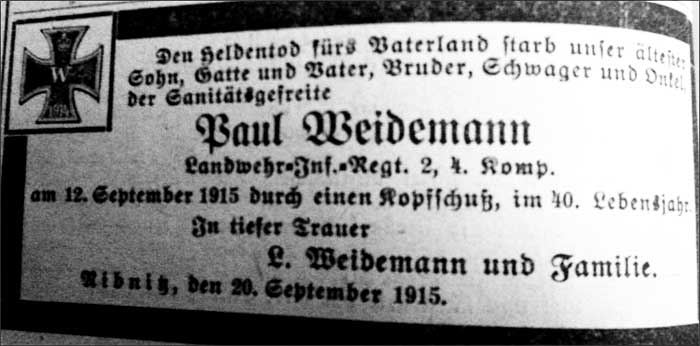 W
1914
Den Heldentod fürs Vaterland starb unser ältester
Sohn, Gatte und Vater, Bruder, Schwager und Onkel,
der Sanitätsgefreite
Paul Weidemann
Landwehr-Inf.-Regt. 2, 4. Komp.
am 12. September 1915 durch einen Kopfschuß, im 40. Lebensjahr.
In tiefer Trauer
L. Weidemann und Familie.
Ribnitz, den 20. September 1915.